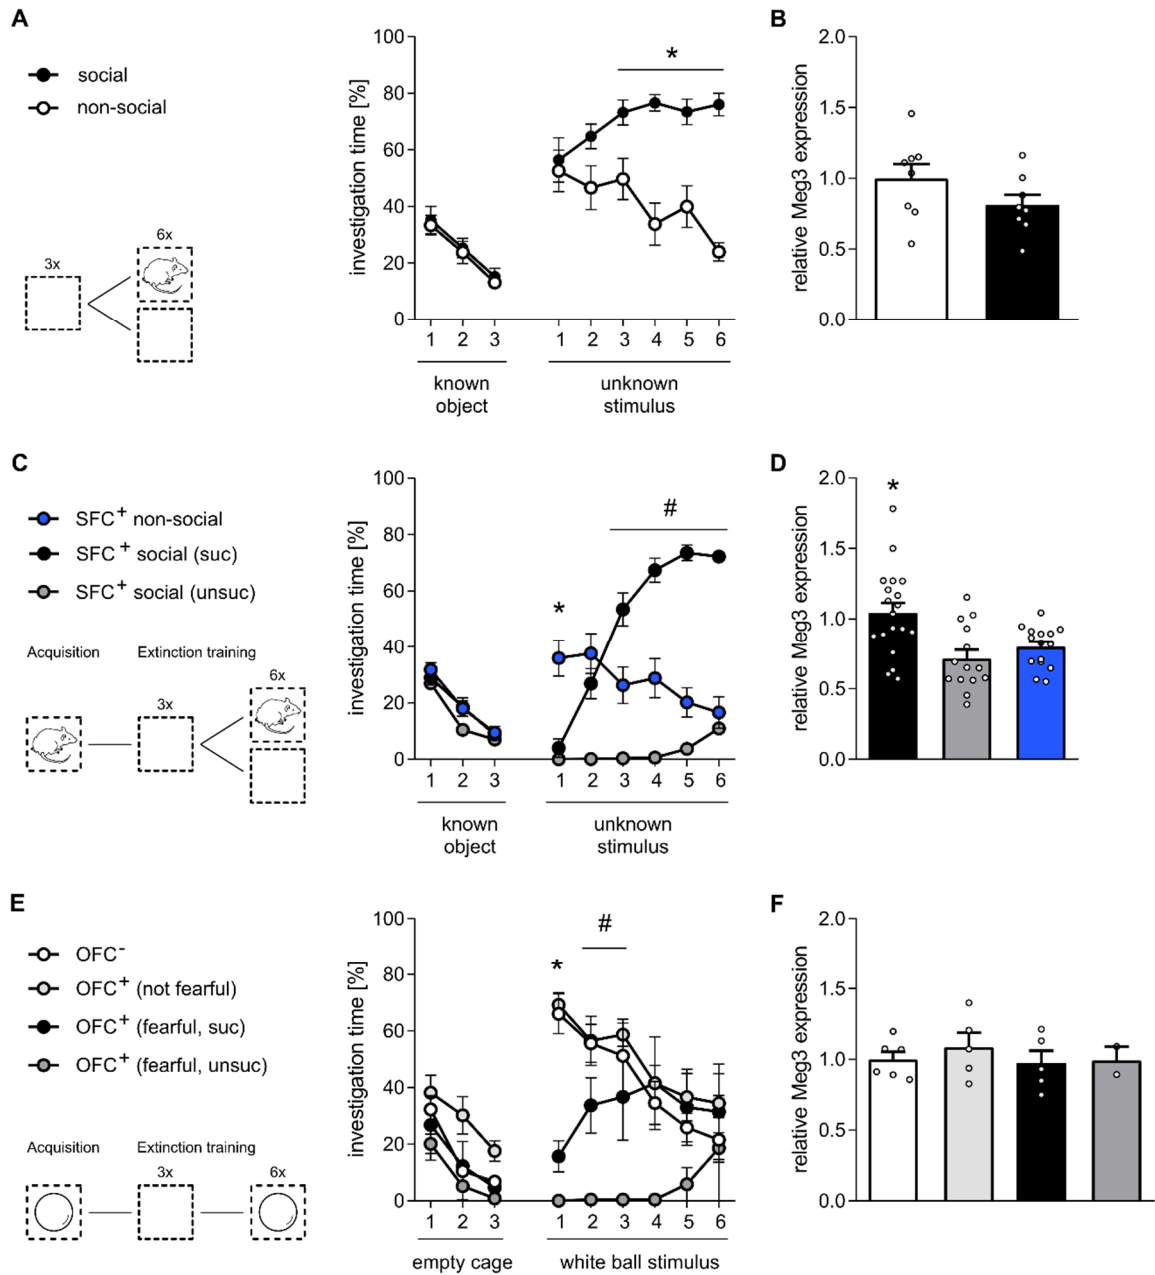 A
social
non-social
3x
6x
investigation time [%]
100
80
60
40
20
0
*
1 2 3 1 2 3 4 5 6
known
object
unknown
stimulus
B
relative Meg3 expression
2.0
1.5
1.0
0.5
0.0
C
SFC+ non-social
SFC+ social (suc)
SFC+ social (unsuc)
Acquisition Extinction training
3x
6x
investigation time [%]
100
80
60
40
20
0
*
#
1 2 3 1 2 3 4 5 6
known
object
unknown
stimulus
D
relative Meg3 expression
2.0
1.5
1.0
0.5
0.0
*
E
OFC-
OFC+ (not fearful)
OFC+ (fearful, suc)
OFC+ (fearful, unsuc)
Acquisition Extinction training
3x 6x
investigation time [%]
100
80
60
40
20
0
*
#
1 2 3 1 2 3 4 5 6
empty cage white ball stimulus
F
relative Meg3 expression
2.0
1.5
1.0
0.5
0.0